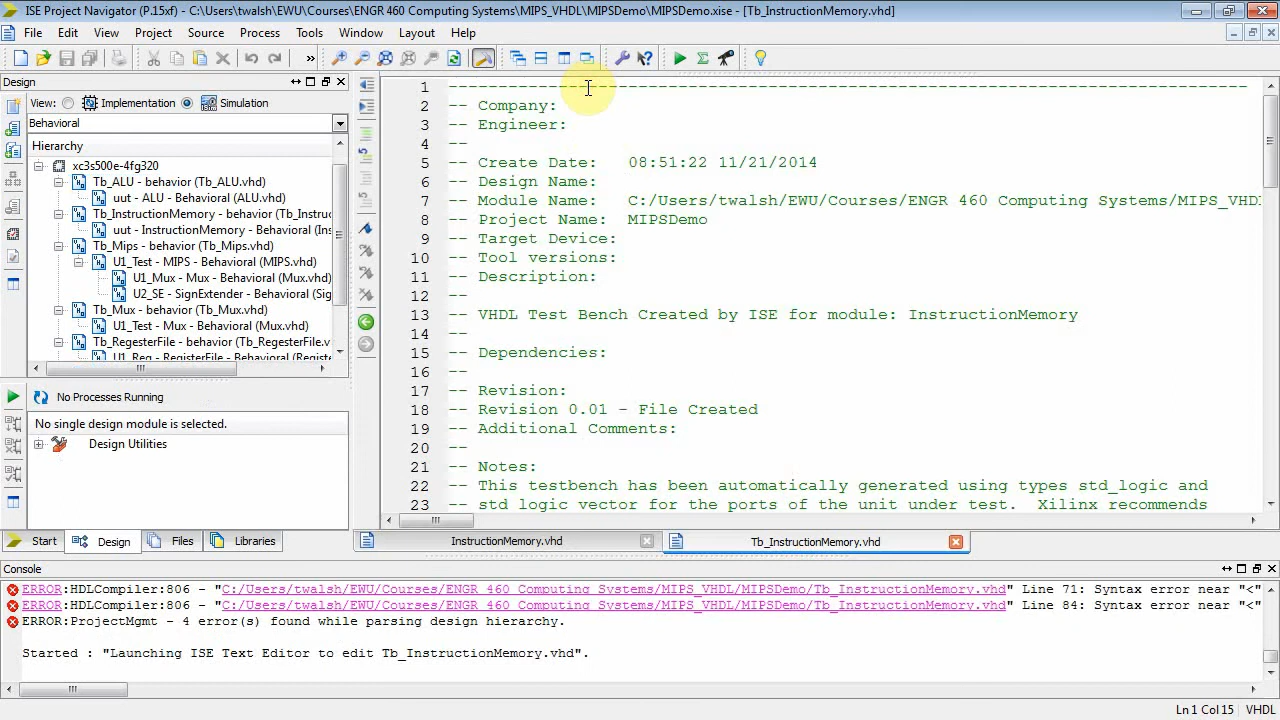 ISE Project Navigator (P.15xf) - C:\Users\twalsh\EWU\Courses\ENGR 460 Computing Systems\MIPS_VHDL\MIPSDemo\MIPSDemo.xise - [Tb_InstructionMemory.vhd]
File Edit View Project Source Process Tools Window Layout Help
»
Design
View: Implementation Simulation
Behavioral
Hierarchy
Tb_ALU - behavior (Tb_ALU.vhd)
uut - ALU - Behavioral (ALU.vhd)
Tb_InstructionMemory - behavior (Tb_Instruc
uut - InstructionMemory - Behavioral (Ins
Tb_Mips - behavior (Tb_Mips.vhd)
U1_Test - MIPS - Behavioral (MIPS.vhd)
U1_Mux - Mux - Behavioral (Mux.vhd)
U2_SE - SignExtender - Behavioral (Sig
Tb_Mux - behavior (Tb_Mux.vhd)
U1_Test - Mux - Behavioral (Mux.vhd)
Tb_RegesterFile - behavior (Tb_RegesterFile.v
U1_Reg - RegisterFile - Behavioral (Registe
No Processes Running
No single design module is selected.
Design Utilities
Start Design Files Libraries
1 --------------------------------------------------------------------------------
2 -- Company:
3 -- Engineer:
4 --
5 -- Create Date:   08:51:22 11/21/2014
6 -- Design Name:
7 -- Module Name:   C:/Users/twalsh/EWU/Courses/ENGR 460 Computing Systems/MIPS_VHDL
8 -- Project Name:  MIPSDemo
9 -- Target Device:
10 -- Tool versions:
11 -- Description:
12 --
13 -- VHDL Test Bench Created by ISE for module: InstructionMemory
14 --
15 -- Dependencies:
16 --
17 -- Revision:
18 -- Revision 0.01 - File Created
19 -- Additional Comments:
20 --
21 -- Notes:
22 -- This testbench has been automatically generated using types std_logic and
23 -- std_logic_vector for the ports of the unit under test.  Xilinx recommends
InstructionMemory.vhd Tb_InstructionMemory.vhd
Console
ERROR:HDLCompiler:806 - "C:/Users/twalsh/EWU/Courses/ENGR 460 Computing Systems/MIPS_VHDL/MIPSDemo/Tb_InstructionMemory.vhd" Line 71: Syntax error near "<"
ERROR:HDLCompiler:806 - "C:/Users/twalsh/EWU/Courses/ENGR 460 Computing Systems/MIPS_VHDL/MIPSDemo/Tb_InstructionMemory.vhd" Line 84: Syntax error near "<"
ERROR:ProjectMgmt - 4 error(s) found while parsing design hierarchy.
Started : "Launching ISE Text Editor to edit Tb_InstructionMemory.vhd".
Ln 1 Col 15 VHDL